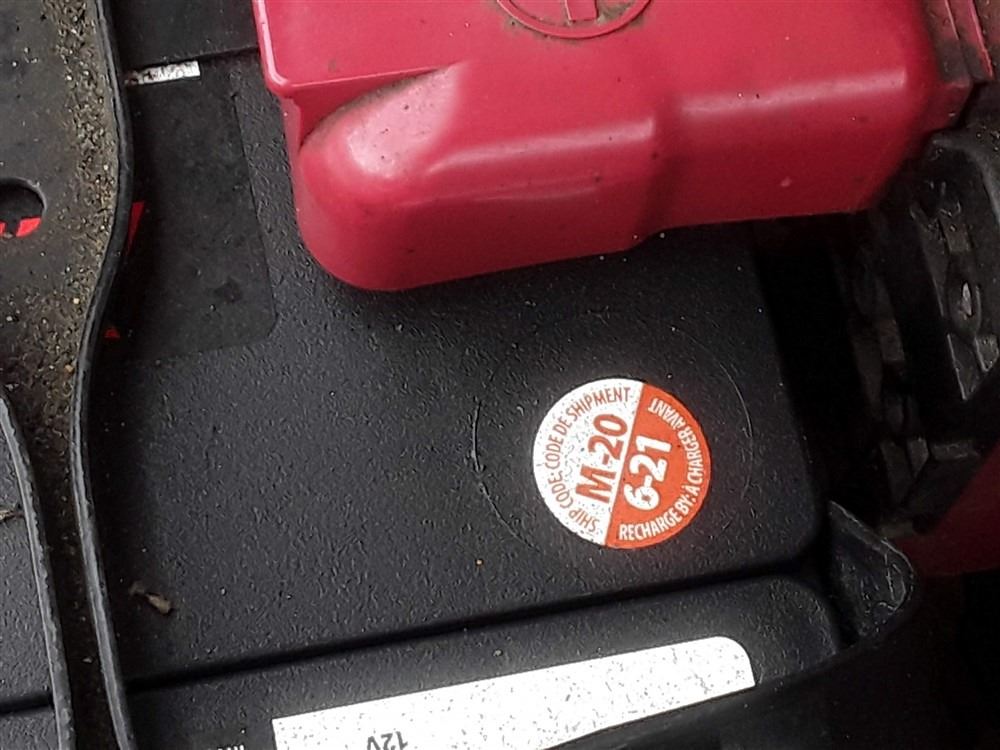 SHIP CODE: CODE DE SHIPMENT
M-20
6-21
RECHARGE BY: À CHARGER AVANT
12V